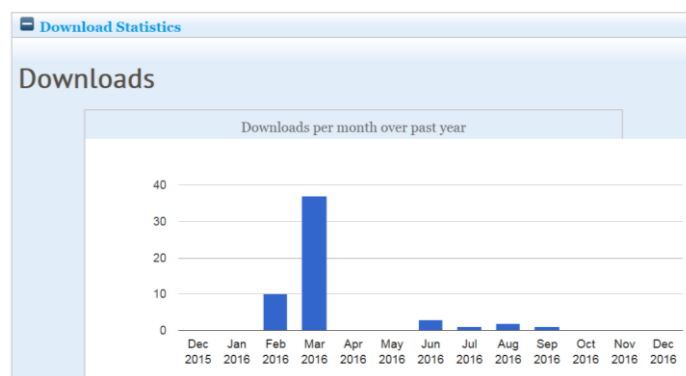 Download Statistics
Downloads
Downloads per month over past year
40
30
20
10
0
Dec Jan Feb Mar Apr May Jun Jul Aug Sep Oct Nov Dec
2015 2016 2016 2016 2016 2016 2016 2016 2016 2016 2016 2016 2016